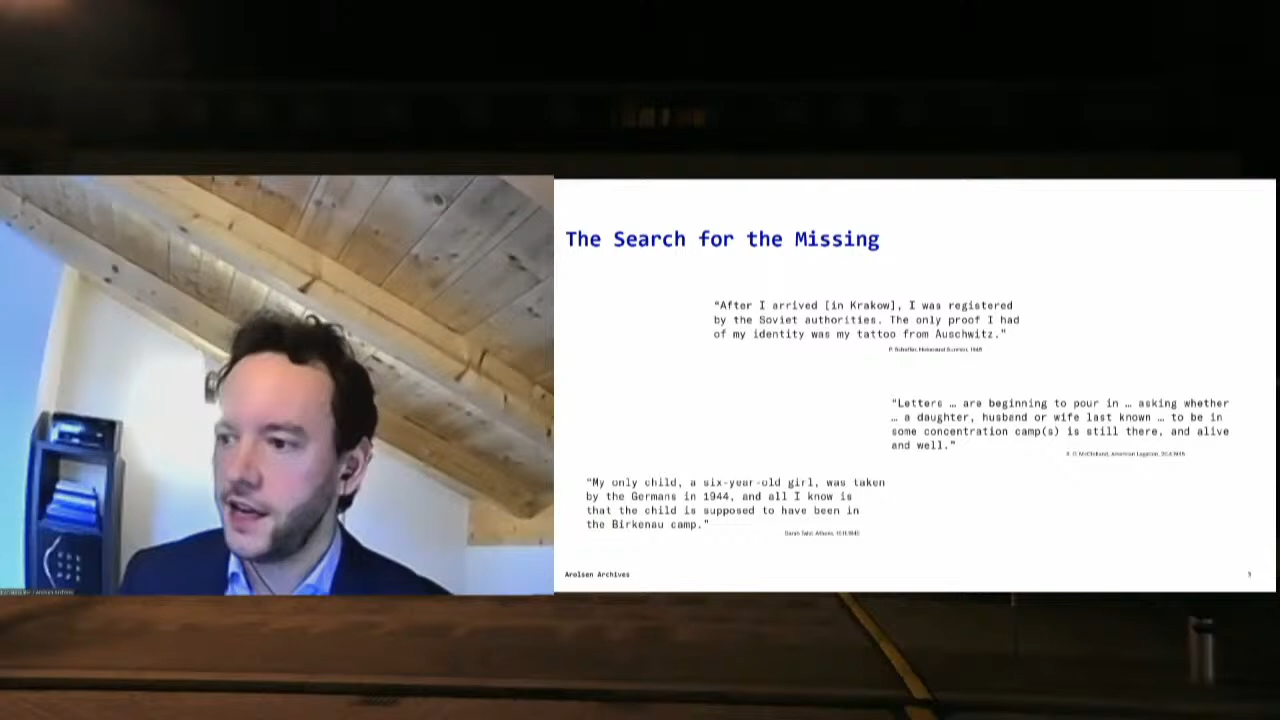 The Search for the Missing
"After I arrived [in Krakow], I was registered
by the Soviet authorities. The only proof I had
of my identity was my tattoo from Auschwitz."
"Letters … are beginning to pour in … asking whether
… a daughter, husband or wife last known … to be in
some concentration camp(s) is still there, and alive
and well."
"My only child, a six-year-old girl, was taken
by the Germans in 1944, and all I know is
that the child is supposed to have been in
the Birkenau camp."
Arolsen Archives